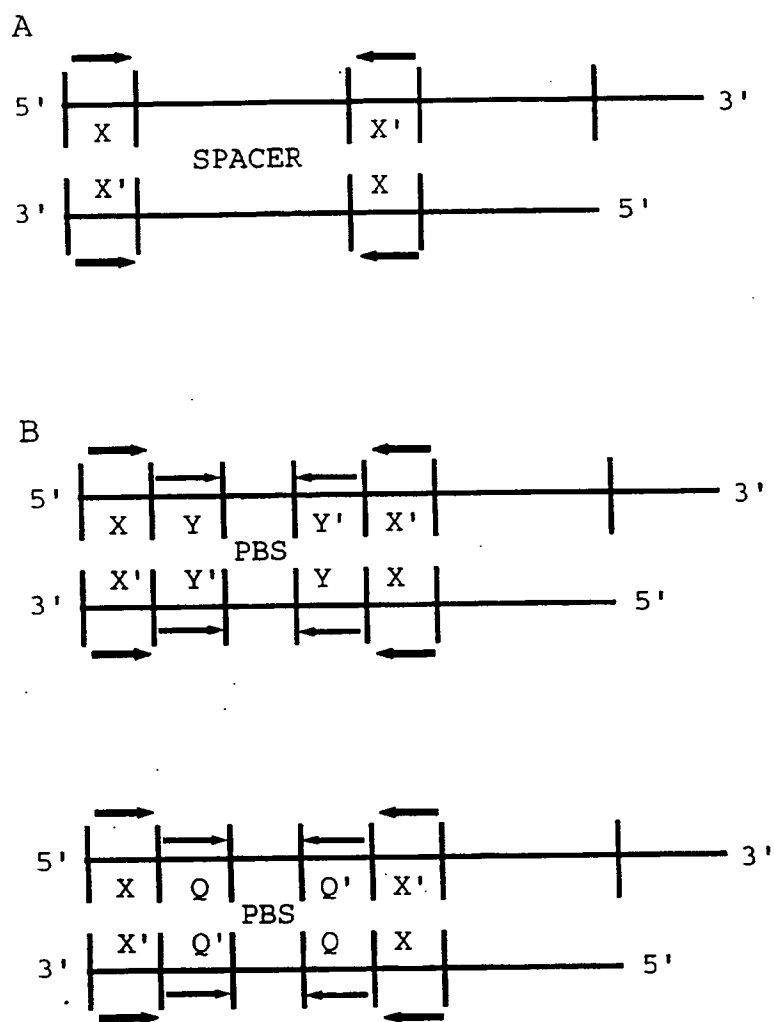 A
5' 3'
X X'
SPACER
X' X
3' 5'
B
5' 3'
X Y Y' X'
PBS
X' Y' Y X
3' 5'
5' 3'
X Q Q' X'
PBS
X' Q' Q X
3' 5'